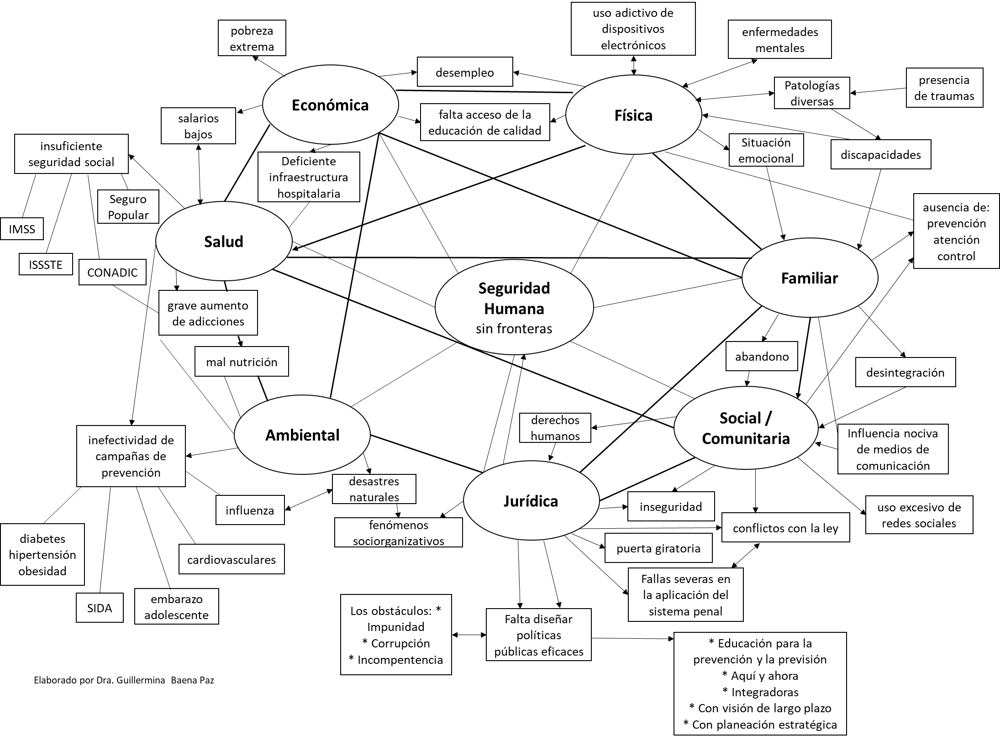 uso adictivo de
dispositivos
electrónicos
pobreza
extrema
enfermedades
mentales
desempleo
Patologías
diversas
presencia
de traumas
Económica
Física
salarios
bajos
falta acceso de la
educación de calidad
insuficiente
seguridad social
Situación
emocional
discapacidades
Deficiente
infraestructura
hospitalaria
Seguro
Popular
ausencia de:
prevención
atención
control
IMSS
Salud
ISSSTE
CONADIC
Familiar
Seguridad
Humana
sin fronteras
grave aumento
de adicciones
mal nutrición
abandono
desintegración
derechos
humanos
Social /
Comunitaria
Ambiental
Influencia nociva
de medios de
comunicación
inefectividad de
campañas de
prevención
desastres
naturales
Jurídica
influenza
inseguridad
uso excesivo de
redes sociales
fenómenos
sociorganizativos
conflictos con la ley
diabetes
hipertensión
obesidad
cardiovasculares
puerta giratoria
SIDA
embarazo
adolescente
Fallas severas en
la aplicación del
sistema penal
Los obstáculos: *
Impunidad
* Corrupción
* Incompentencia
Falta diseñar
políticas
públicas eficaces
* Educación para la
prevención y la previsión
* Aquí y ahora
* Integradoras
* Con visión de largo plazo
* Con planeación estratégica
Elaborado por Dra. Guillermina Baena Paz